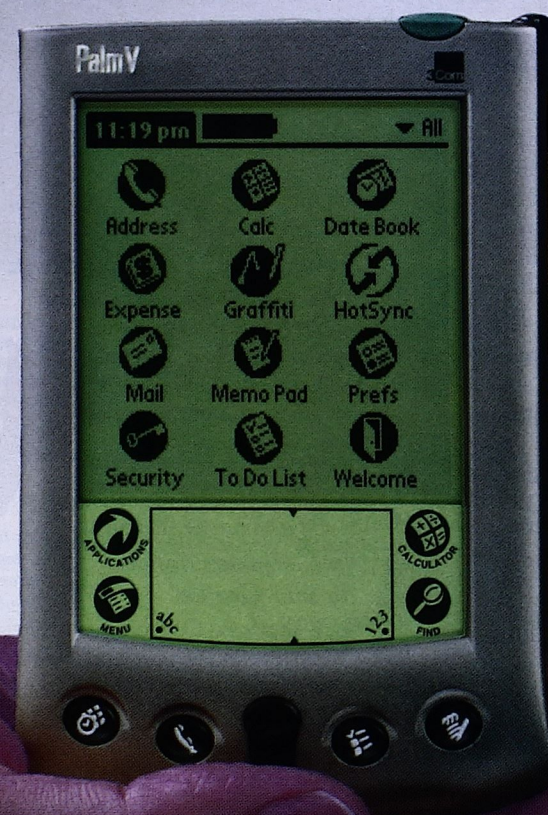 PalmV
3Com
11:19 pm
All
Address Calc Date Book
Expense Graffiti HotSync
Mail Memo Pad Prefs
Security To Do List Welcome
APPLICATIONS CALCULATOR
MENU abc 123 FIND